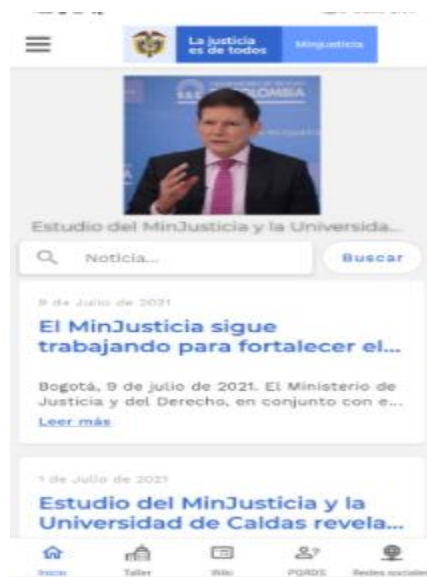 La justicia
es de todos
Minjusticia
COLOMBIA
Estudio del MinJusticia y la Universida...
Noticia...
Buscar
9 de Julio de 2021
El MinJusticia sigue
trabajando para fortalecer el...
Bogotá, 9 de julio de 2021. El Ministerio de
Justicia y del Derecho, en conjunto con e...
Leer más
1 de Julio de 2021
Estudio del MinJusticia y la
Universidad de Caldas revela...
Inicio
Taller
Wiki
PQRDS
Redes sociales